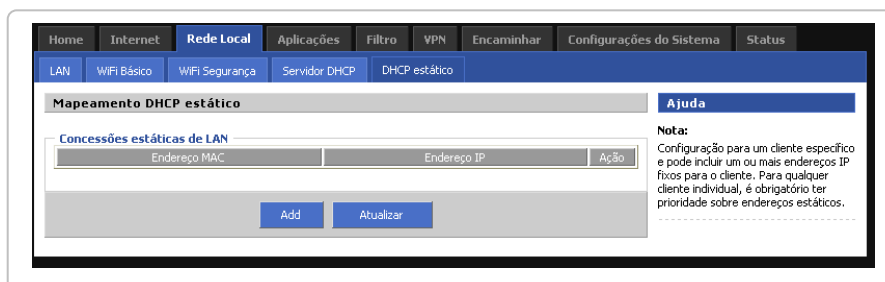 Home Internet Rede Local Aplicações Filtro VPN Encaminhar Configurações do Sistema Status
LAN WiFi Básico WiFi Segurança Servidor DHCP DHCP estático
Mapeamento DHCP estático
Concessões estáticas de LAN
Endereço MAC Endereço IP Ação
Add Atualizar
Ajuda
Nota:
Configuração para um cliente específico
e pode incluir um ou mais endereços IP
fixos para o cliente. Para qualquer
cliente individual, é obrigatório ter
prioridade sobre endereços estáticos.